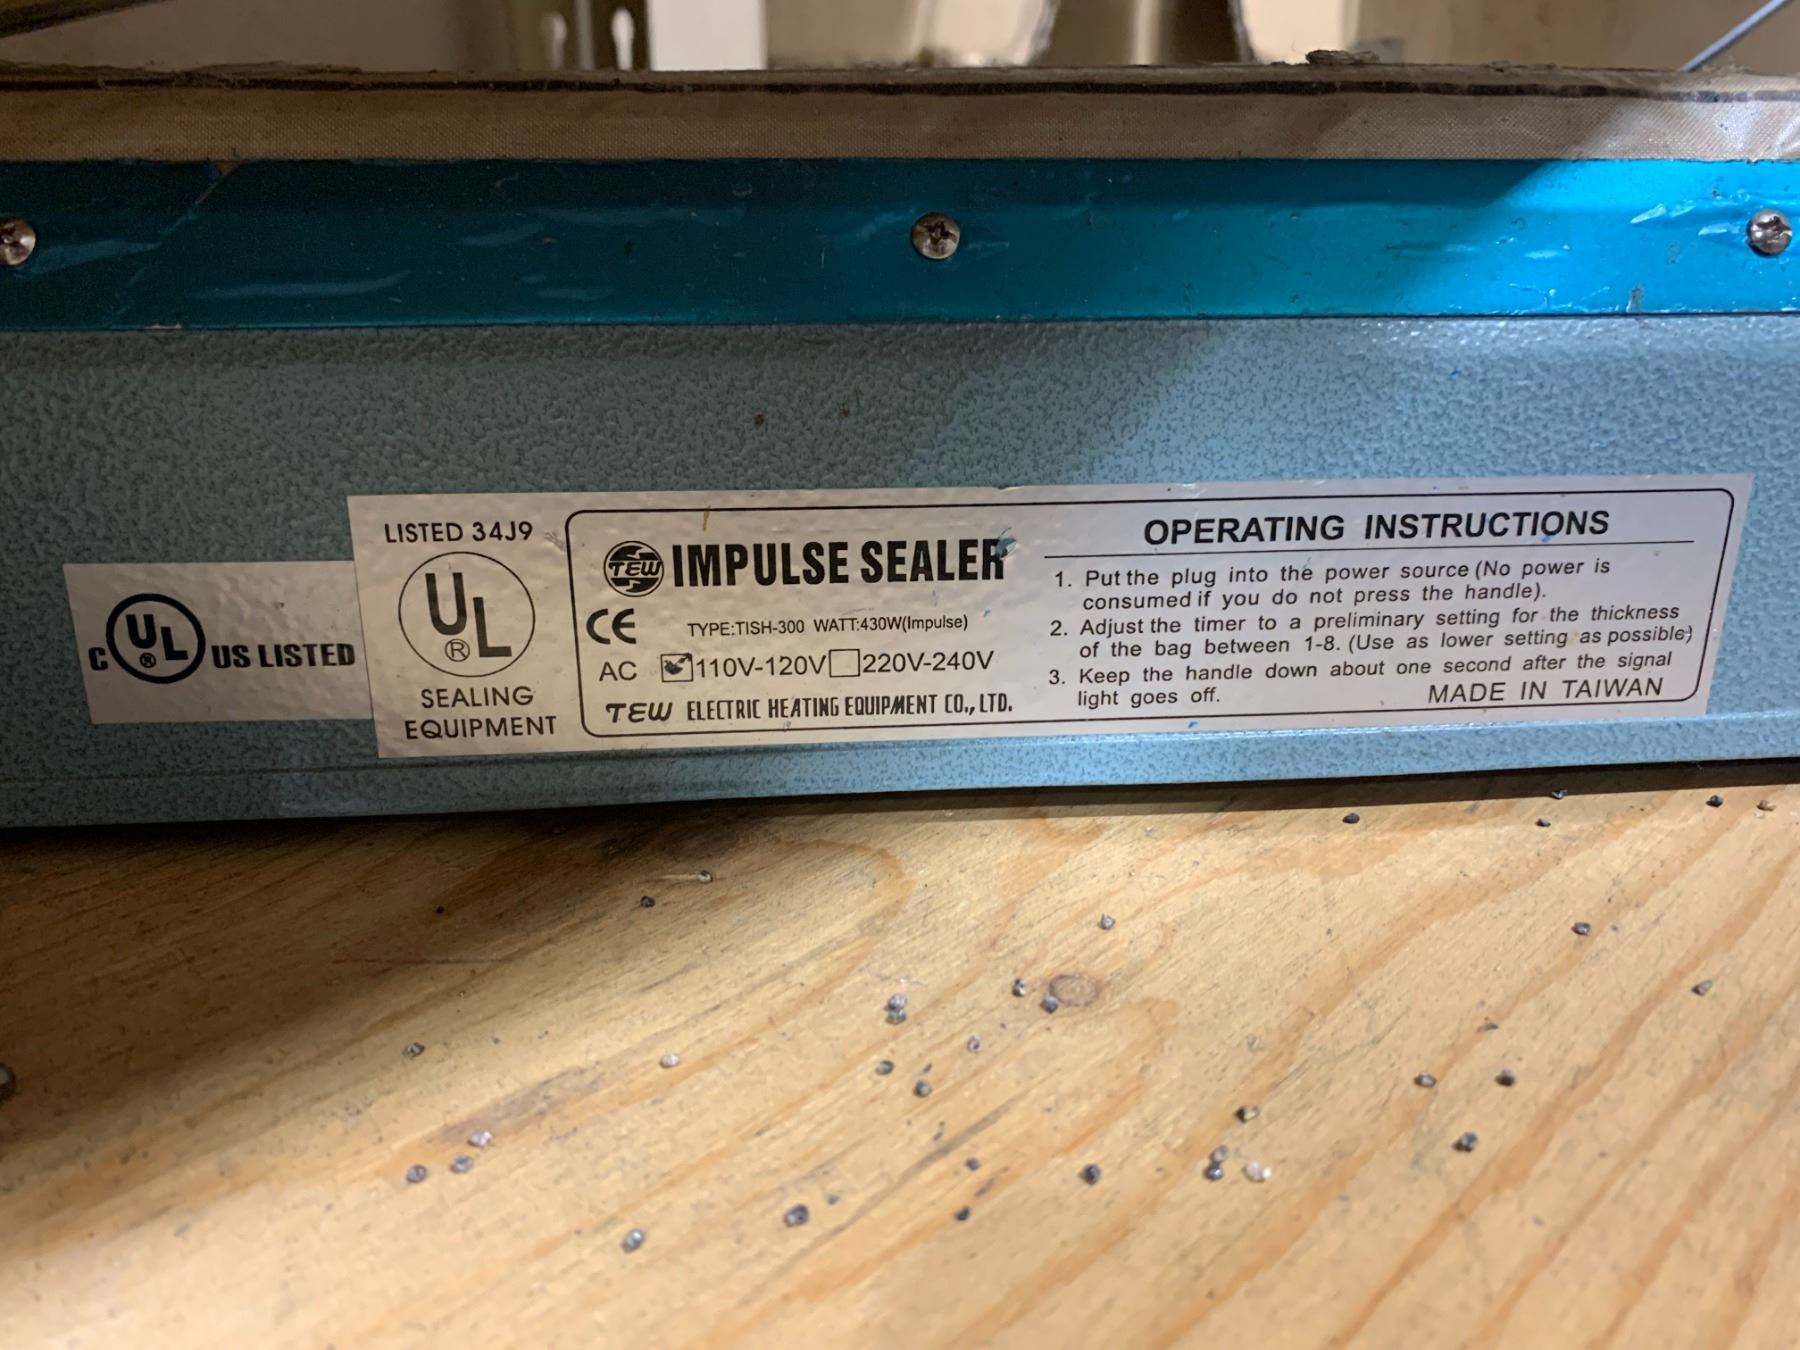 C UL ® US LISTED
LISTED 34J9
UL ®
SEALING
EQUIPMENT
TEW IMPULSE SEALER
CE TYPE:TISH-300 WATT:430W(Impulse)
AC 110V-120V 220V-240V
TEW ELECTRIC HEATING EQUIPMENT CO., LTD.
OPERATING INSTRUCTIONS
1. Put the plug into the power source (No power is
consumed if you do not press the handle).
2. Adjust the timer to a preliminary setting for the thickness
of the bag between 1-8. (Use as lower setting as possible)
3. Keep the handle down about one second after the signal
light goes off.
MADE IN TAIWAN